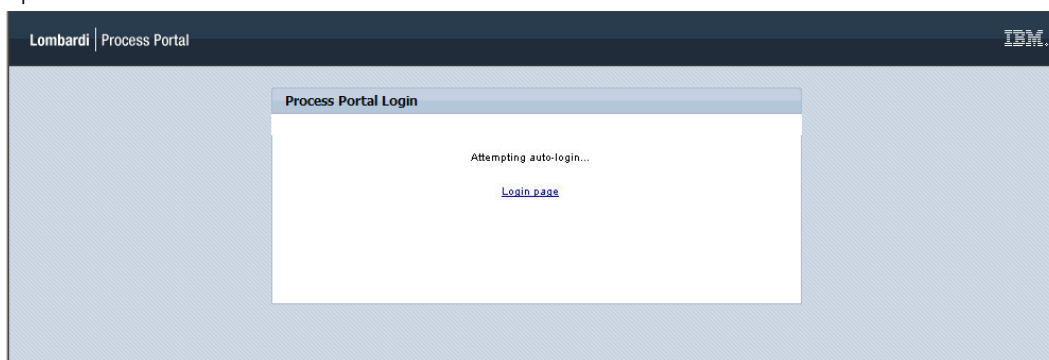 Lombardi Process Portal
IBM.
Process Portal Login
Attempting auto-login...
Login page